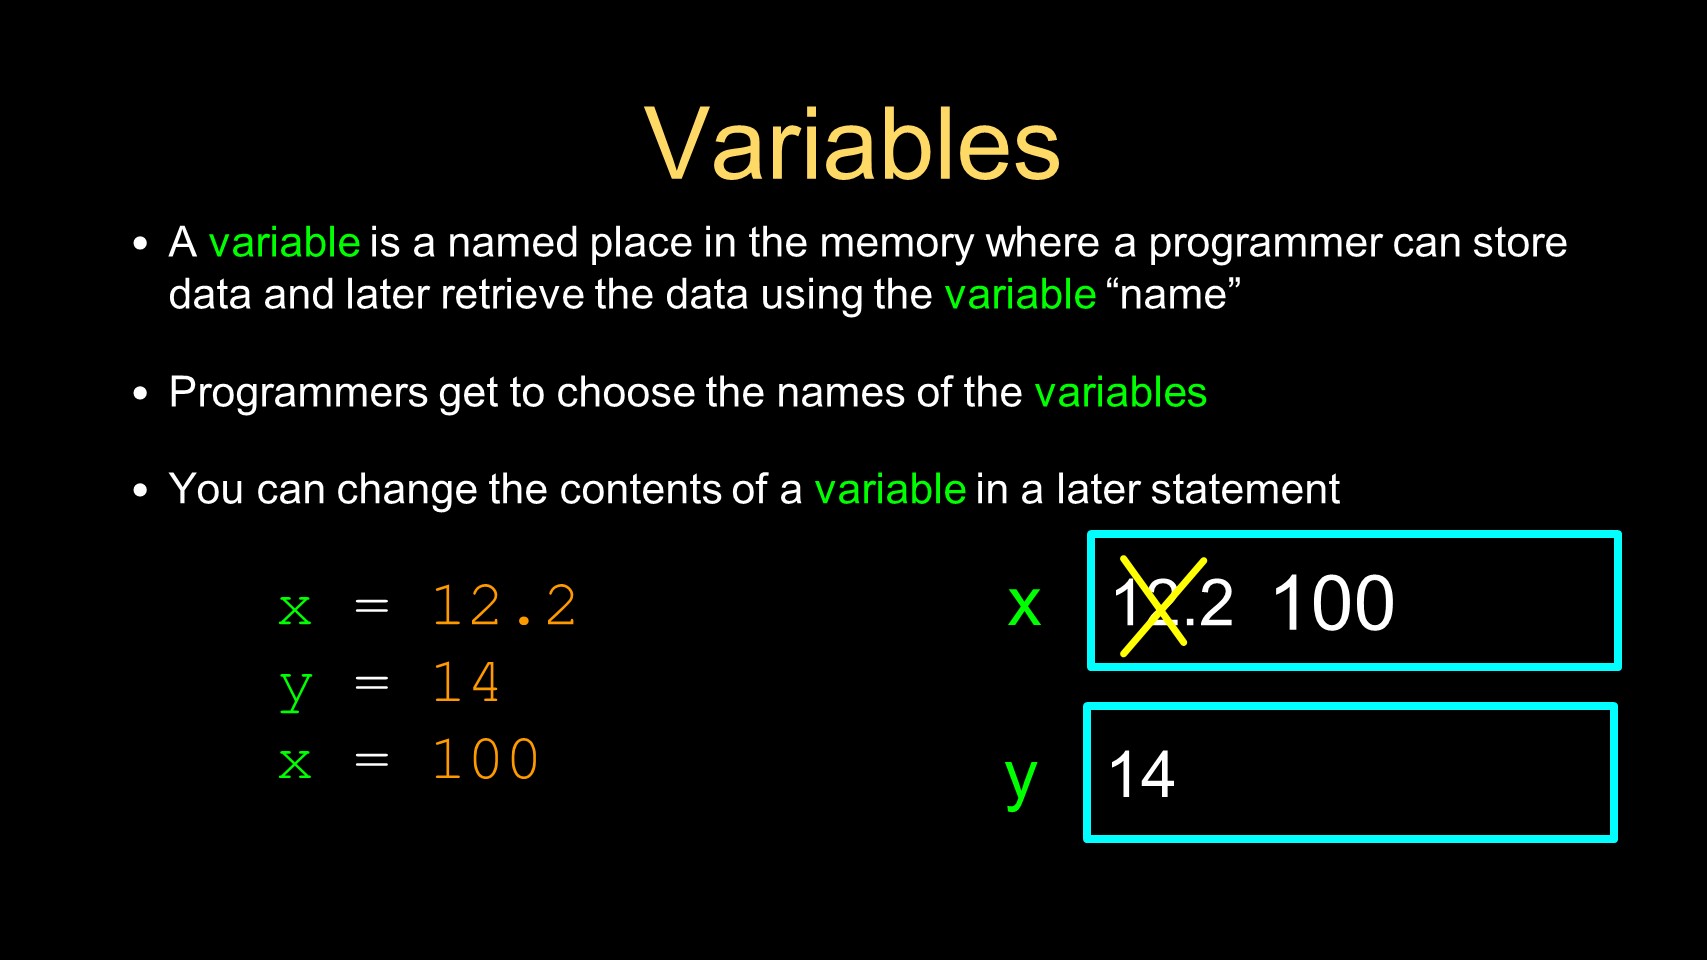 Variables
• A variable is a named place in the memory where a programmer can store
data and later retrieve the data using the variable “name”
• Programmers get to choose the names of the variables
• You can change the contents of a variable in a later statement
x = 12.2
y = 14
x = 100
x 12.2 100
y 14